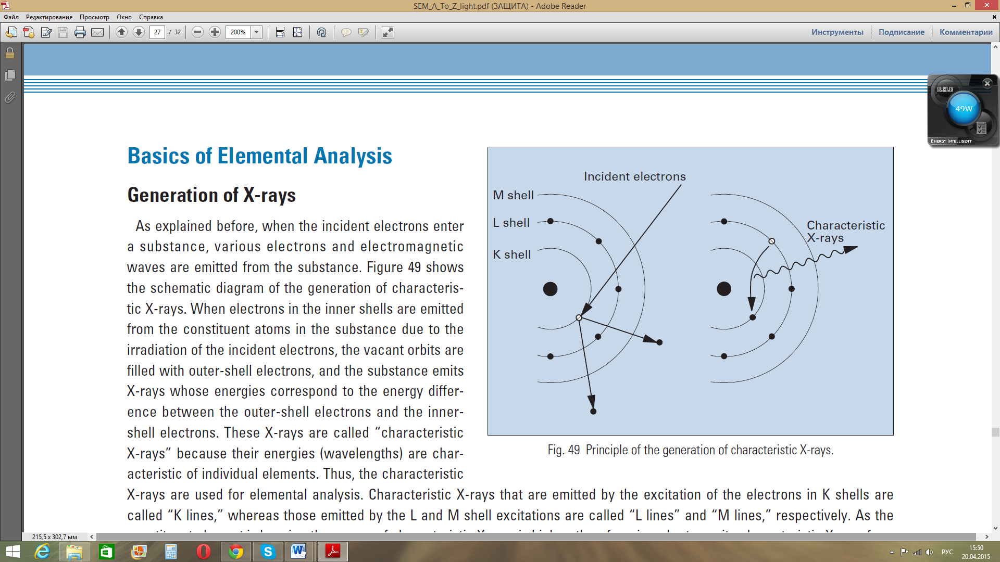 SEM_A_To_Z_light.pdf (ЗАЩИТА) - Adobe Reader
Файл Редактирование Просмотр Окно Справка
27 / 32 200% Инструменты Подписание Комментарии
B.H.E
49W
ENERGY INTELLIGENT
Basics of Elemental Analysis
Generation of X-rays
As explained before, when the incident electrons enter
a substance, various electrons and electromagnetic
waves are emitted from the substance. Figure 49 shows
the schematic diagram of the generation of characteris-
tic X-rays. When electrons in the inner shells are emitted
from the constituent atoms in the substance due to the
irradiation of the incident electrons, the vacant orbits are
filled with outer-shell electrons, and the substance emits
X-rays whose energies correspond to the energy differ-
ence between the outer-shell electrons and the inner-
shell electrons. These X-rays are called “characteristic
X-rays” because their energies (wavelengths) are char-
acteristic of individual elements. Thus, the characteristic
X-rays are used for elemental analysis. Characteristic X-rays that are emitted by the excitation of the electrons in K shells are
called “K lines,” whereas those emitted by the L and M shell excitations are called “L lines” and “M lines,” respectively. As the
Incident electrons
M shell
L shell
K shell
Characteristic
X-rays
Fig. 49 Principle of the generation of characteristic X-rays.
215,5 x 302,7 мм
РУС
15:50
20.04.2015